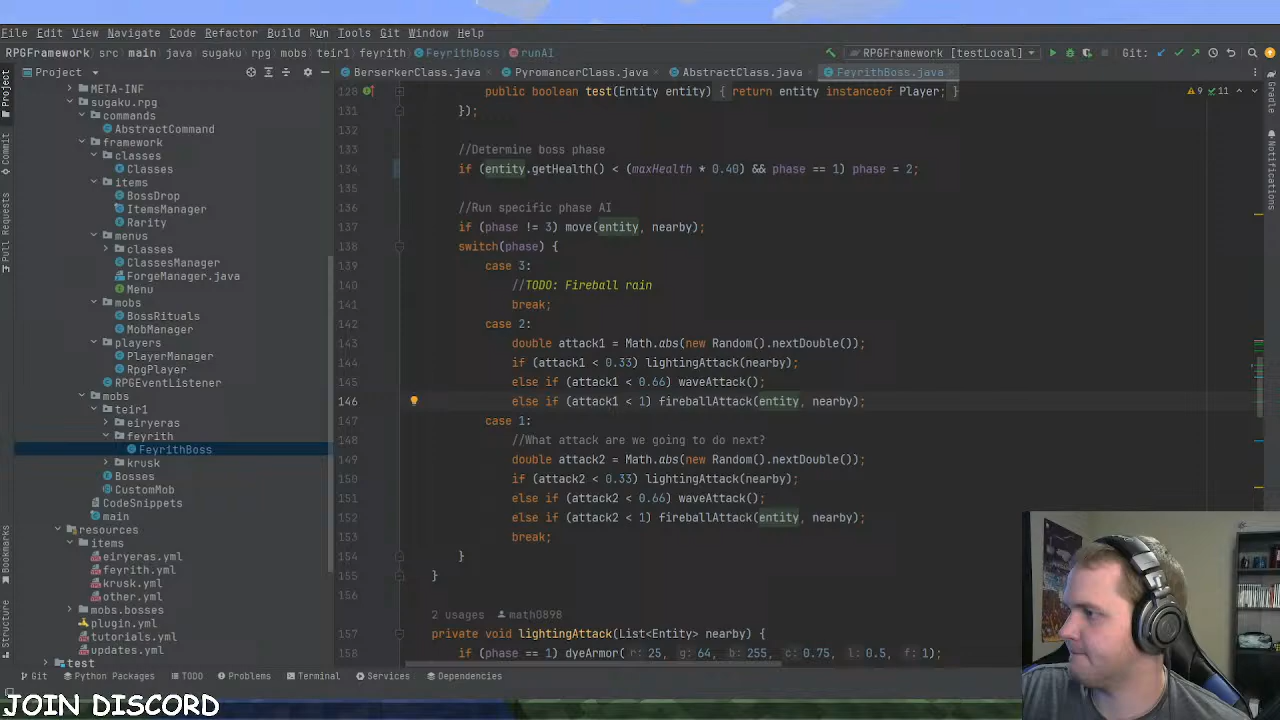 File Edit View Navigate Code Refactor Build Run Tools Git Window Help
RPGFramework src main java sugaku rpg mobs teir1 feyrith FeyrithBoss runAI
RPGFramework [testLocal] Git:
Project
BerserkerClass.java PyromancerClass.java AbstractClass.java FeyrithBoss.java
META-INF
sugaku.rpg
commands
AbstractCommand
framework
classes
Classes
items
BossDrop
ItemsManager
Rarity
menus
classes
ClassesManager
ForgeManager.java
Menu
mobs
BossRituals
MobManager
players
PlayerManager
RpgPlayer
RPGEventListener
mobs
teir1
eiryeras
feyrith
FeyrithBoss
krusk
Bosses
CustomMob
CodeSnippets
main
resources
items
eiryeras.yml
feyrith.yml
krusk.yml
other.yml
mobs.bosses
plugin.yml
tutorials.yml
updates.yml
test
Project
Commit
Pull Requests
Bookmarks
Structure
128 public boolean test(Entity entity) { return entity instanceof Player; }
131 });
132
133 //Determine boss phase
134 if (entity.getHealth() < (maxHealth * 0.40) && phase == 1) phase = 2;
135
136 //Run specific phase AI
137 if (phase != 3) move(entity, nearby);
138 switch(phase) {
139 case 3:
140 //TODO: Fireball rain
141 break;
142 case 2:
143 double attack1 = Math.abs(new Random().nextDouble());
144 if (attack1 < 0.33) lightingAttack(nearby);
145 else if (attack1 < 0.66) waveAttack();
146 else if (attack1 < 1) fireballAttack(entity, nearby);
147 case 1:
148 //What attack are we going to do next?
149 double attack2 = Math.abs(new Random().nextDouble());
150 if (attack2 < 0.33) lightingAttack(nearby);
151 else if (attack2 < 0.66) waveAttack();
152 else if (attack2 < 1) fireballAttack(entity, nearby);
153 break;
154 }
155 }
156
2 usages math0898
157 private void lightingAttack(List<Entity> nearby) {
158 if (phase == 1) dyeArmor( r: 25, g: 64, b: 255, c: 0.75, l: 0.5, f: 1);
9 11
Gradle
Notifications
Git Python Packages TODO Problems Terminal Services Dependencies
JOIN DISCORD